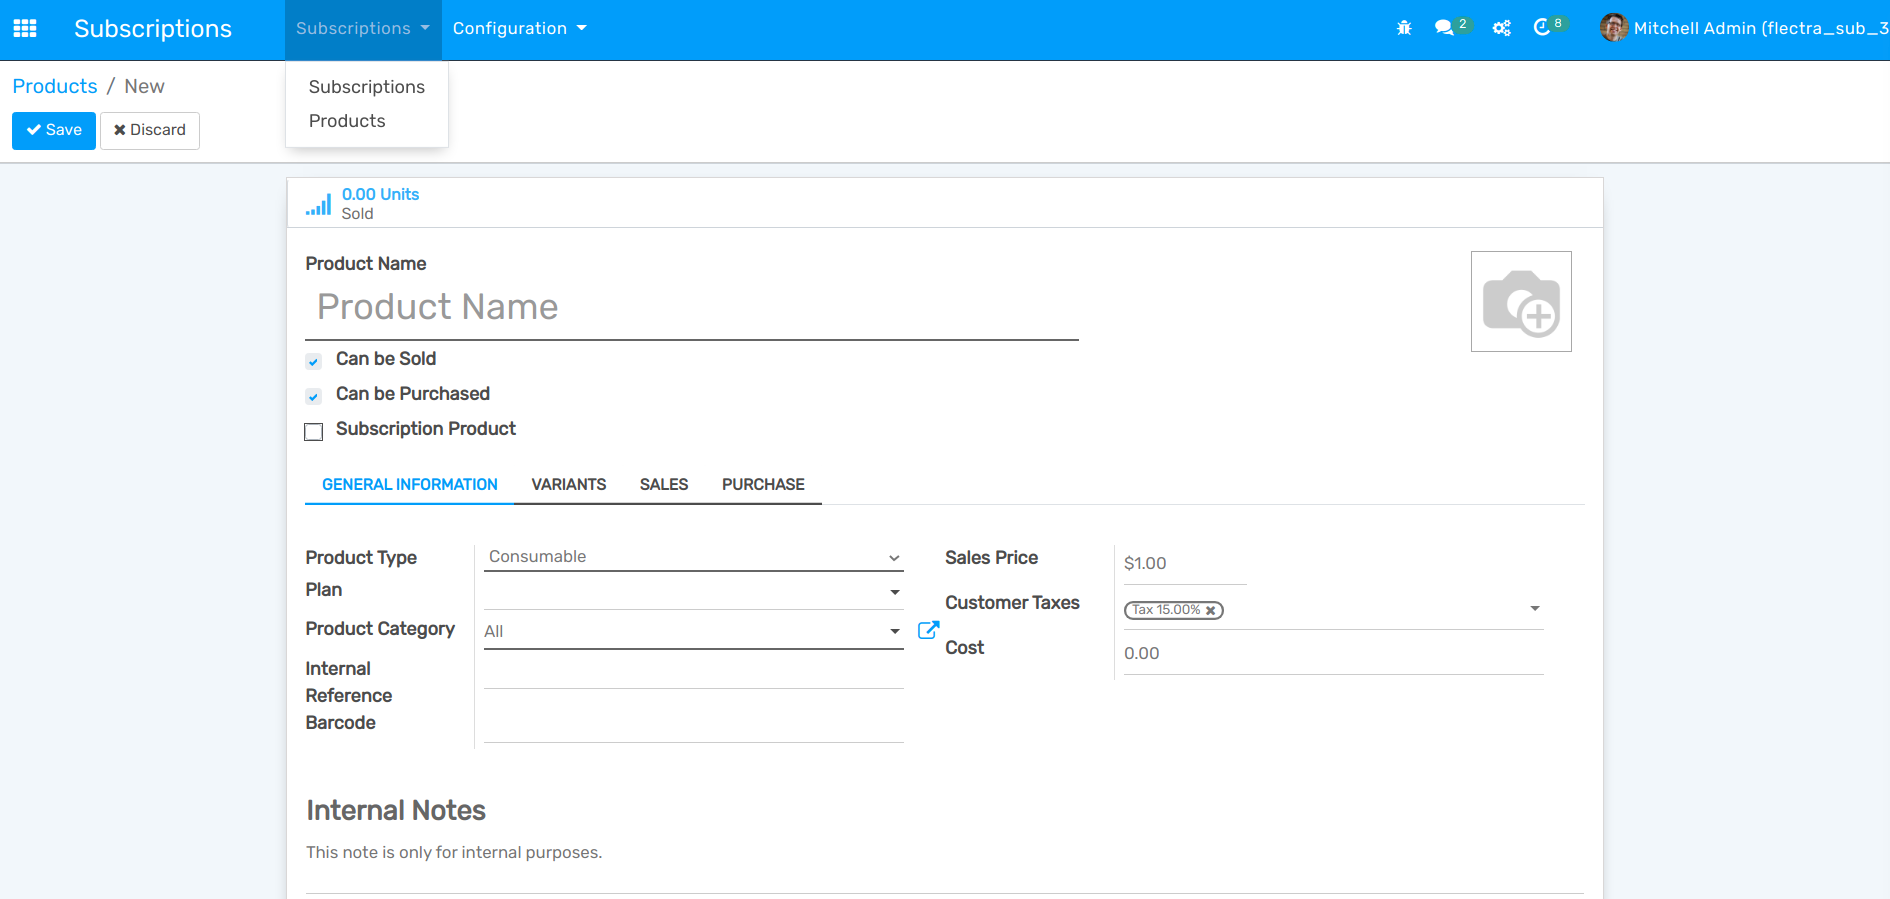 Subscriptions
Subscriptions
Configuration
2
8
Mitchell Admin (flectra_sub_3
Products / New
Subscriptions
Products
Save
Discard
0.00 Units
Sold
Product Name
Product Name
Can be Sold
Can be Purchased
Subscription Product
GENERAL INFORMATION
VARIANTS
SALES
PURCHASE
Product Type
Consumable
Plan
Product Category
All
Internal
Reference
Barcode
Sales Price
$1.00
Customer Taxes
Tax 15.00%
Cost
0.00
Internal Notes
This note is only for internal purposes.